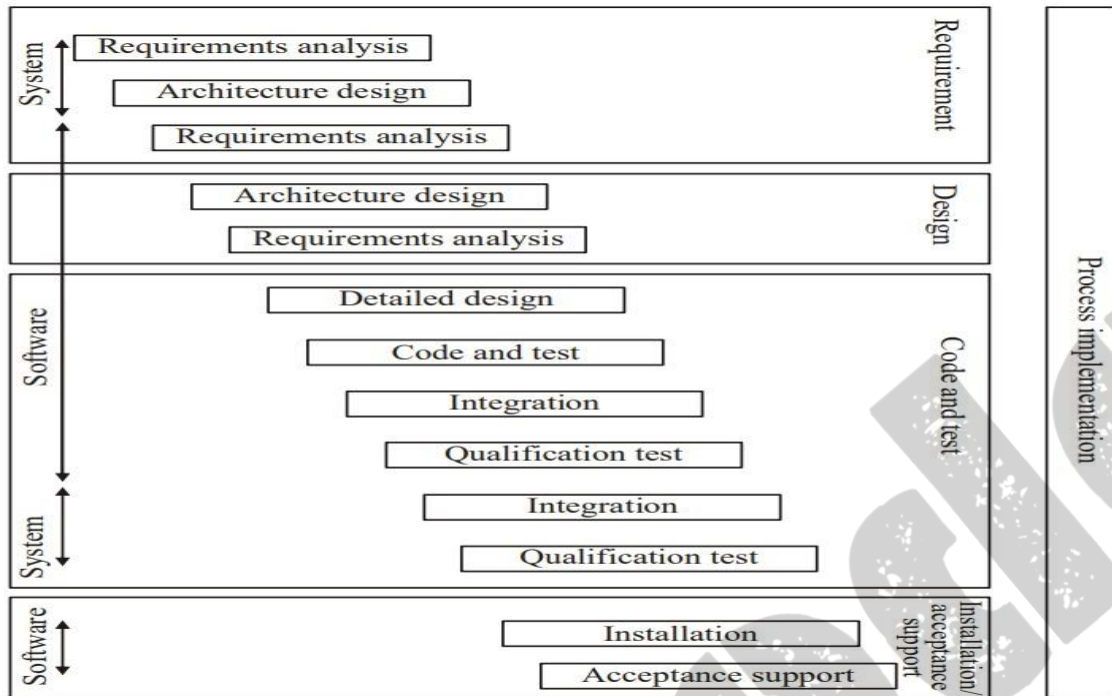 System
Requirements analysis
Architecture design
Requirements analysis
Requirement
Architecture design
Requirements analysis
Design
Software
Detailed design
Code and test
Integration
Qualification test
Code and test
System
Integration
Qualification test
Software
Installation
Acceptance support
Installation/
acceptance
support
Process implementation